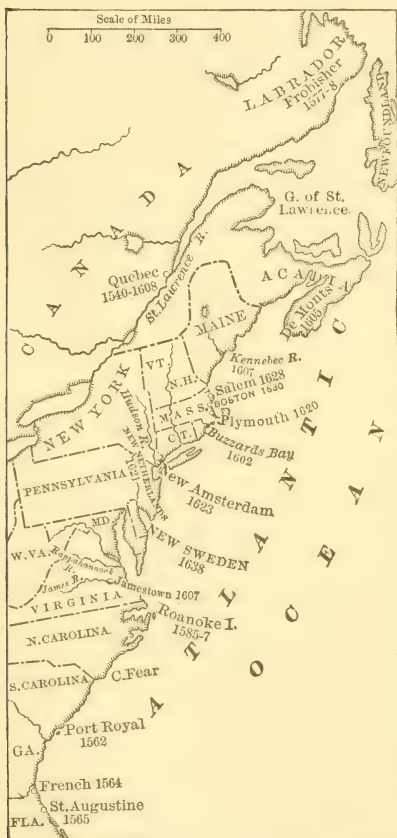 Scale of Miles
0 100 200 300 400
LABRADOR
Frobisher
1577-8
NEWFOUNDLAND
CANADA
G. of St.
Lawrence.
Quebec
1540-1608
St. Lawrence R.
ACADIA
De Monts
1605
MAINE
Kennebec R.
1607
VT.
N.H.
Salem 1628
BOSTON 1630
MASS.
Plymouth 1620
CT.
Buzzards Bay
1602
NEW YORK
Hudson R.
NEW NETHERLANDS
New Amsterdam
1623
PENNSYLVANIA
MD.
NEW SWEDEN
1638
W.VA.
Rappahannock
R.
James R.
Jamestown 1607
VIRGINIA
Roanoke I.
1585-7
N. CAROLINA
C. Fear
S. CAROLINA
Port Royal
1562
GA.
French 1564
St. Augustine
1565
FLA.
ATLANTIC
OCEAN